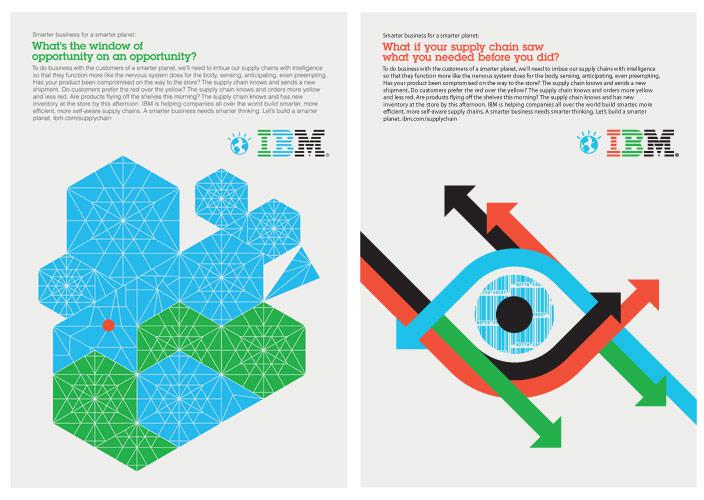 Smarter business for a smarter planet:
What's the window of
opportunity on an opportunity?
To do business with the customers of a smarter planet, we'll need to imbue our supply chains with intelligence
so that they function more like the nervous system does for the body, sensing, anticipating, even preempting.
Has your product been compromised on the way to the store? The supply chain knows and sends a new
shipment. Do customers prefer the red over the yellow? The supply chain knows and orders more yellow
and less red. Are products flying off the shelves this morning? The supply chain knows and has new
inventory at the store by this afternoon. IBM is helping companies all over the world build smarter, more
efficient, more self-aware supply chains. A smarter business needs smarter thinking. Let's build a smarter
planet. ibm.com/supplychain
IBM
Smarter business for a smarter planet:
What if your supply chain saw
what you needed before you did?
To do business with the customers of a smarter planet, we'll need to imbue our supply chains with intelligence
so that they function more like the nervous system does for the body, sensing, anticipating, even preempting.
Has your product been compromised on the way to the store? The supply chain knows and sends a new
shipment. Do customers prefer the red over the yellow? The supply chain knows and orders more yellow
and less red. Are products flying off the shelves this morning? The supply chain knows and has new
inventory at the store by this afternoon. IBM is helping companies all over the world build smarter, more
efficient, more self-aware supply chains. A smarter business needs smarter thinking. Let's build a smarter
planet. ibm.com/supplychain
IBM